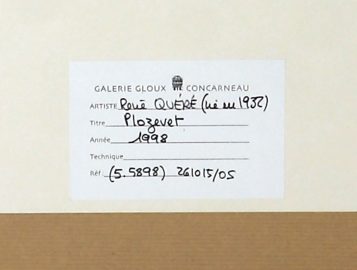 GALERIE GLOUX CONCARNEAU
ARTISTE René QUÉRÉ (né en 1932)
Titre Plozevet
Année 1998
Technique
Réf. (5.5898) 261015/05